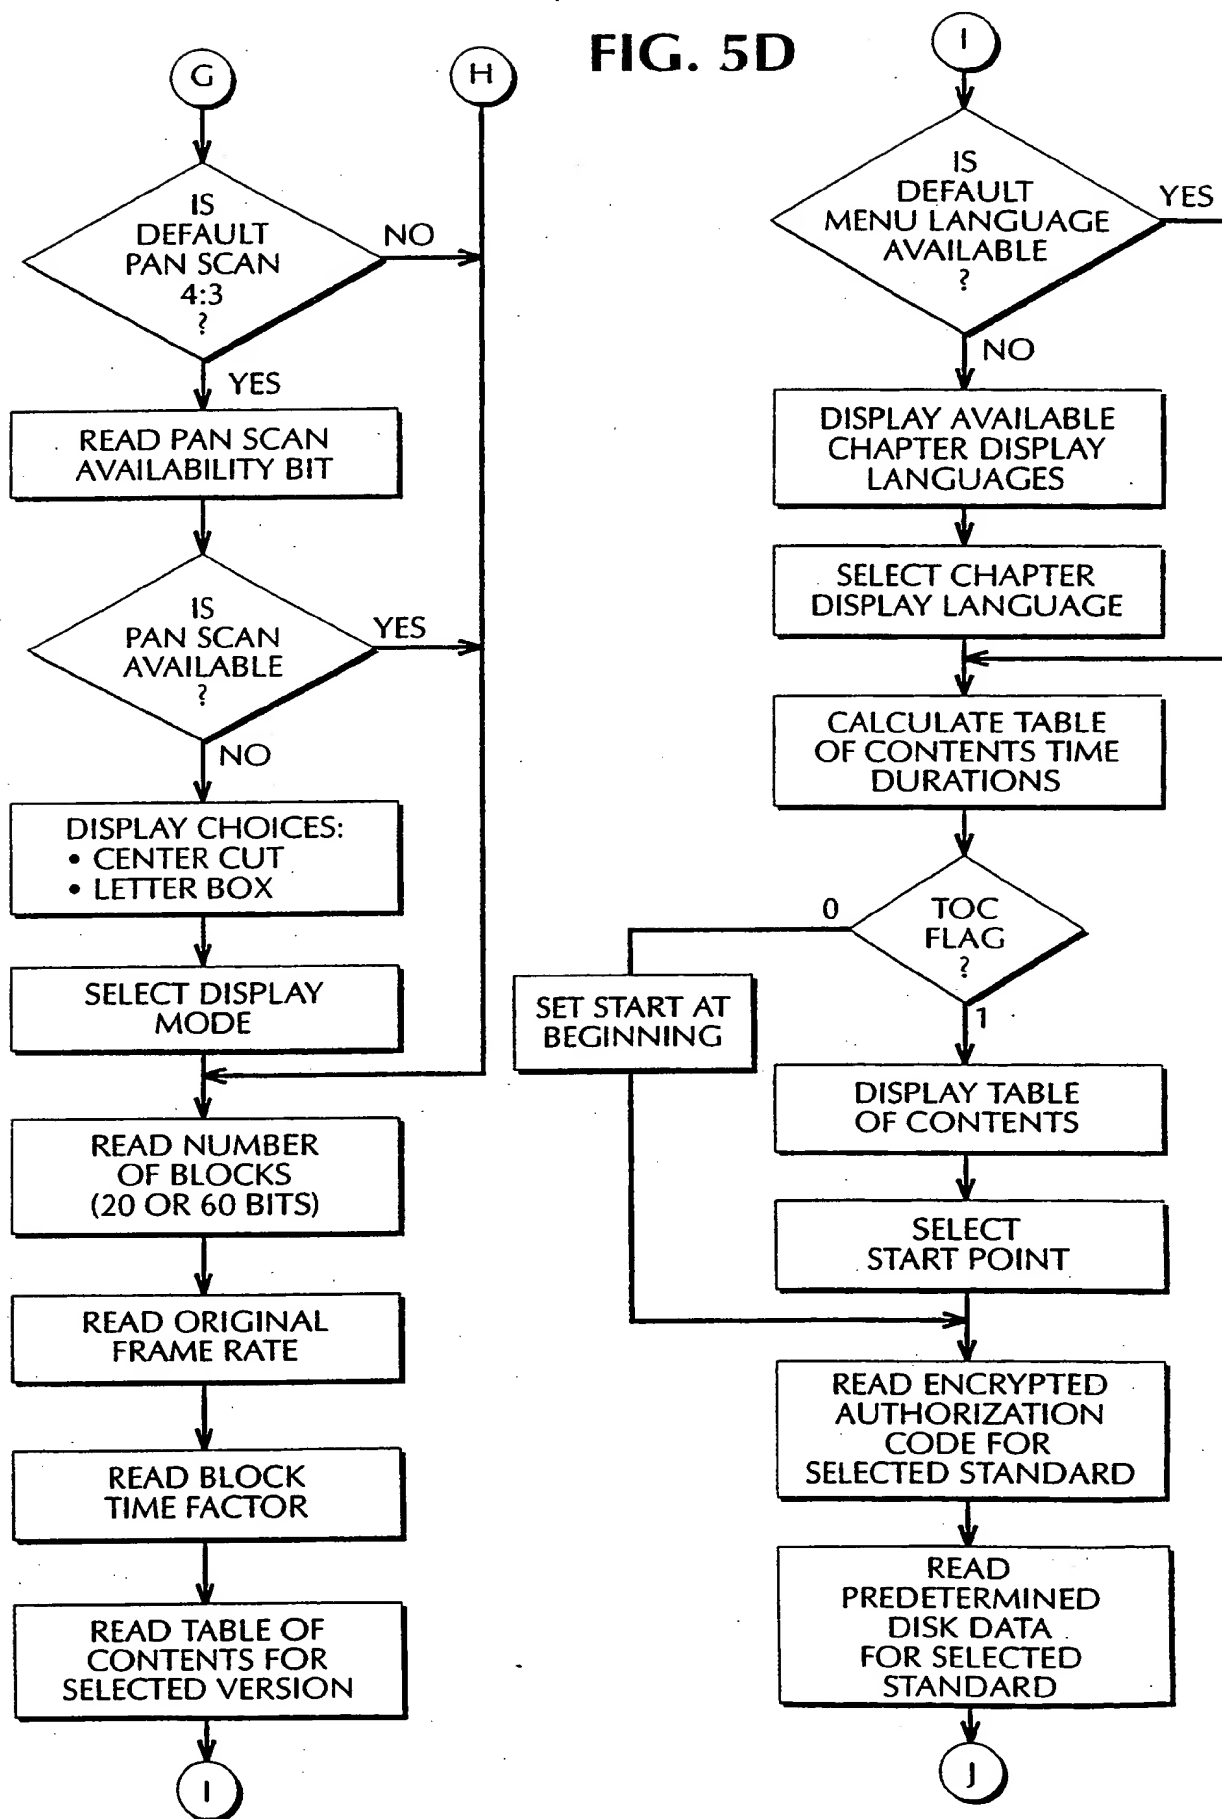 FIG. 5D
G
H
IS
DEFAULT
PAN SCAN
4:3
?
NO
YES
READ PAN SCAN
AVAILABILITY BIT
IS
PAN SCAN
AVAILABLE
?
YES
NO
DISPLAY CHOICES:
• CENTER CUT
• LETTER BOX
SELECT DISPLAY
MODE
READ NUMBER
OF BLOCKS
(20 OR 60 BITS)
READ ORIGINAL
FRAME RATE
READ BLOCK
TIME FACTOR
READ TABLE OF
CONTENTS FOR
SELECTED VERSION
I
I
IS
DEFAULT
MENU LANGUAGE
AVAILABLE
?
YES
NO
DISPLAY AVAILABLE
CHAPTER DISPLAY
LANGUAGES
SELECT CHAPTER
DISPLAY LANGUAGE
CALCULATE TABLE
OF CONTENTS TIME
DURATIONS
TOC
FLAG
?
0
1
SET START AT
BEGINNING
DISPLAY TABLE
OF CONTENTS
SELECT
START POINT
READ ENCRYPTED
AUTHORIZATION
CODE FOR
SELECTED STANDARD
READ
PREDETERMINED
DISK DATA
FOR SELECTED
STANDARD
J